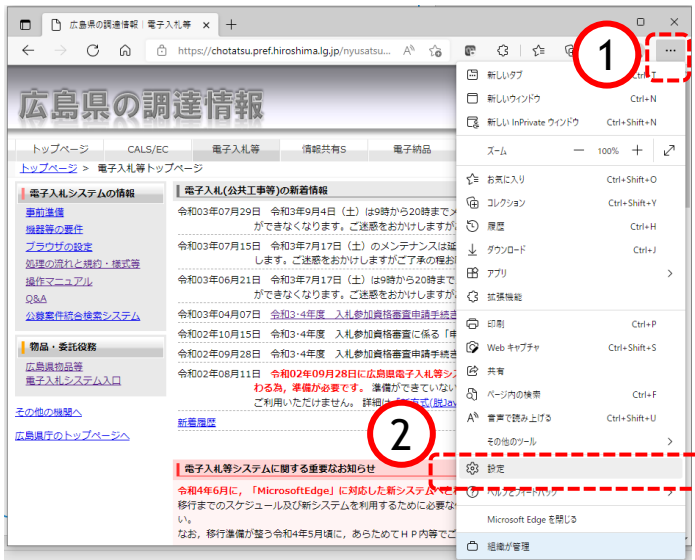 広島県の調達情報 | 電子入札等
https://chotatsu.pref.hiroshima.lg.jp/nyusatsu...
1
広島県の調達情報
トップページ CALS/EC 電子入札等 情報共有S 電子納品
トップページ > 電子入札等トップページ
電子入札システムの情報
事前準備
機器等の要件
ブラウザの設定
処理の流れと規約・様式等
操作マニュアル
Q&A
公募案件統合検索システム
物品・委託役務
広島県物品等
電子入札システム入口
その他の機関へ
広島県庁のトップページへ
電子入札(公共工事等)の新着情報
令和03年07月29日 令和3年9月4日（土）は9時から20時まで
ができなくなります。ご迷惑をおかけしますが
令和03年07月15日 令和3年7月17日（土）のメンテナンスは延
します。ご迷惑をおかけしますがご了承の程お
令和03年06月21日 令和3年7月17日（土）は9時から20時まで
ができなくなります。ご迷惑をおかけしますが
令和03年04月07日 令和3・4年度 入札参加資格審査申請手続き
令和02年10月15日 令和3・4年度 入札参加資格審査に係る「申
令和02年09月28日 令和3・4年度 入札参加資格審査申請手続き
令和02年08月11日 令和02年09月28日に広島県電子入札等シ
わる為，準備が必要です。 準備ができていない
ご利用いただけません。 詳細は「新方式(脱Jav
新着履歴
2
電子入札等システムに関する重要なお知らせ
令和4年6月に，「MicrosoftEdge」に対応した新システムへ
移行までのスケジュール及び新システムを利用するために必要な
い。
なお，移行準備が整う令和4年5月頃に，あらためてＨＰ内等でご
新しいタブ Ctrl+T
新しいウィンドウ Ctrl+N
新しい InPrivate ウィンドウ Ctrl+Shift+N
ズーム 100%
お気に入り Ctrl+Shift+O
コレクション Ctrl+Shift+Y
履歴 Ctrl+H
ダウンロード Ctrl+J
アプリ
拡張機能
印刷 Ctrl+P
Web キャプチャ Ctrl+Shift+S
共有
ページ内の検索 Ctrl+F
音声で読み上げる Ctrl+Shift+U
その他のツール
設定
ヘルプとフィードバック
Microsoft Edge を閉じる
組織が管理